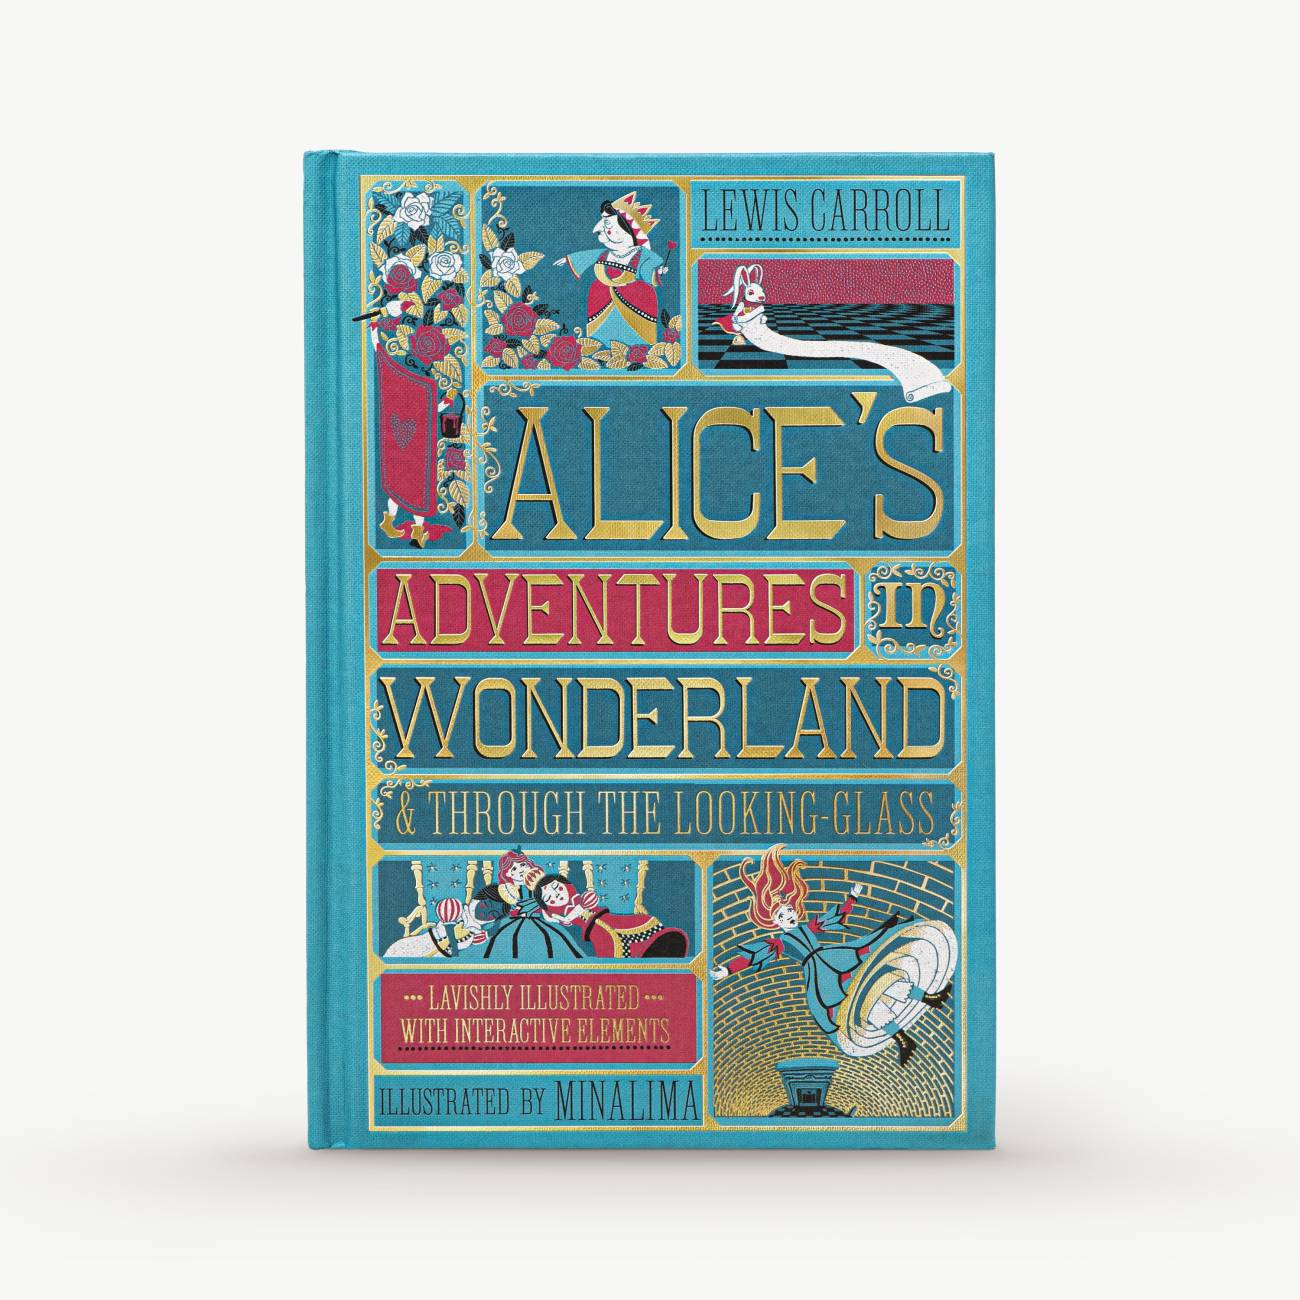 LEWIS CARROLL
ALICE'S
ADVENTURES in
WONDERLAND
& THROUGH THE LOOKING-GLASS
LAVISHLY ILLUSTRATED
WITH INTERACTIVE ELEMENTS
ILLUSTRATED BY MINALIMA